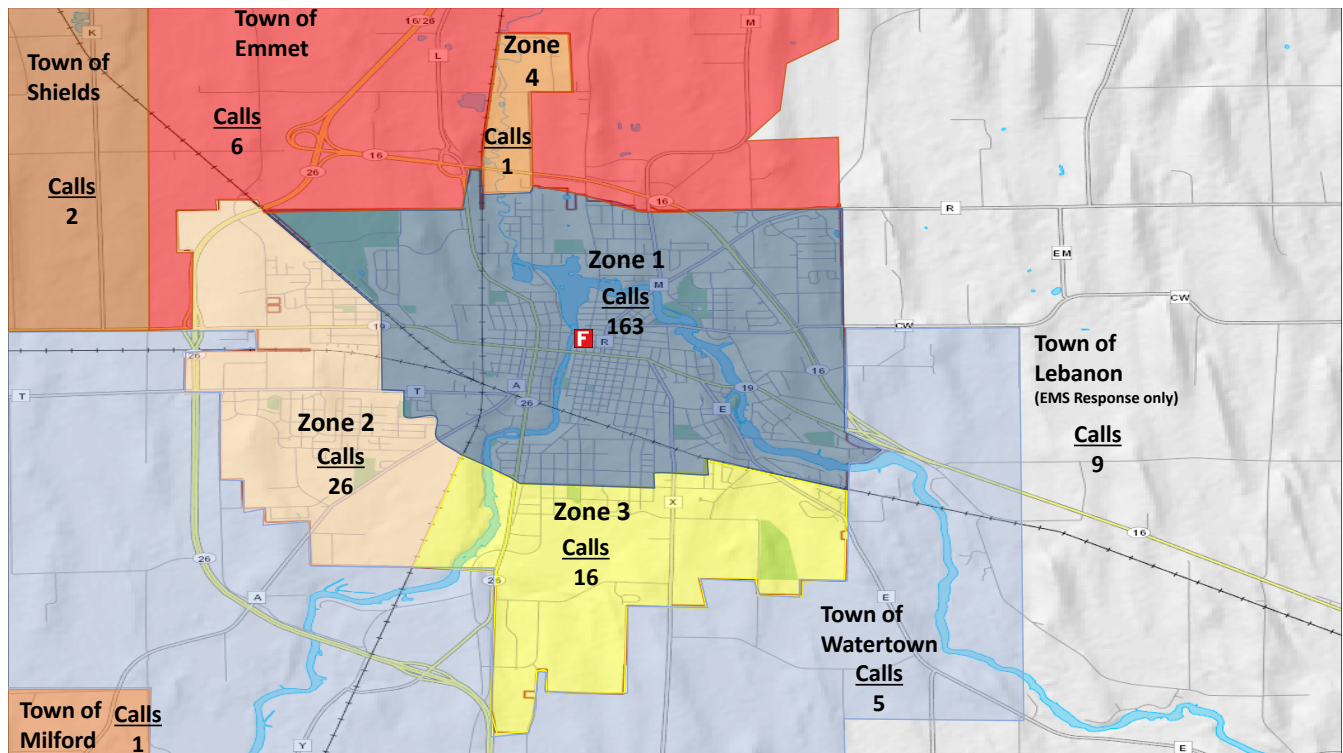 Town of
Emmet
Calls
6
Town of
Shields
Calls
2
Zone
4
Calls
1
Zone 1
Calls
163
Zone 2
Calls
26
Zone 3
Calls
16
Town of
Lebanon
(EMS Response only)
Calls
9
Town of
Watertown
Calls
5
Town of
Milford
Calls
1
K
16/26
L
M
16
26
16
R
EM
CW
CW
M
19
F
R
26
T
T
A
26
19
E
16
X
26
A
26
E
16
Y
E